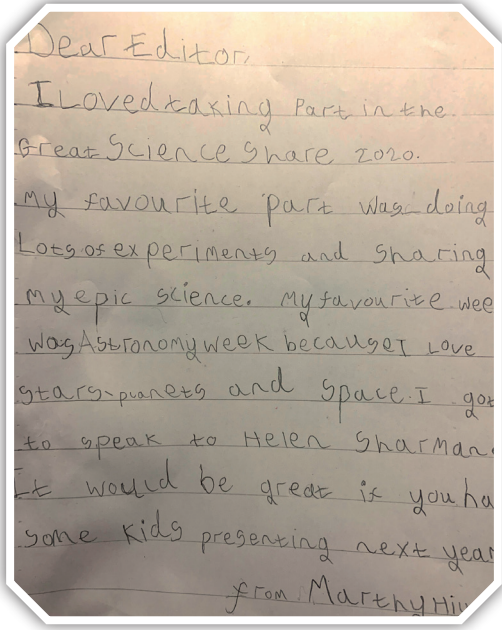 Dear Editor,
I Loved taking Part in the
Great Science Share 2020.
My favourite part was doing
Lots of experiments and sharing
my epic science. My favourite wee
was Astronomy week because I Love
stars, planets and space. I got
to speak to Helen Sharman.
It would be great if you ha
some kids presenting next year
from Marthy